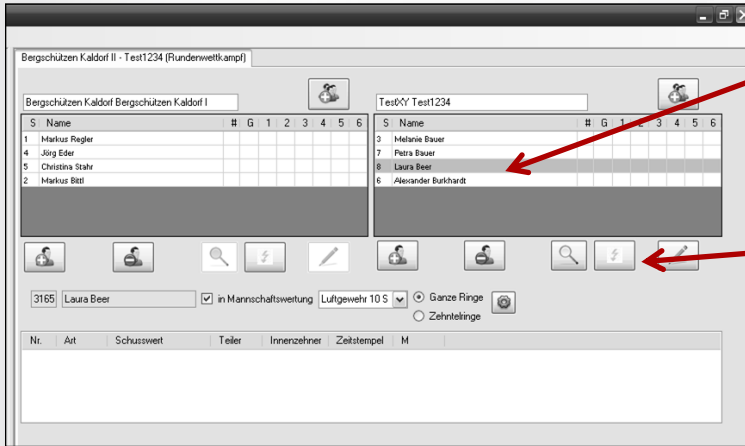 Bergschützen Kaldorf II - Test1234 (Rundenwettkampf)
Bergschützen Kaldorf Bergschützen Kaldorf I
S Name # G 1 2 3 4 5 6
1 Markus Regler
4 Jörg Eder
5 Christina Stahr
2 Markus Bittl
TestXY Test1234
S Name # G 1 2 3 4 5 6
3 Melanie Bauer
7 Petra Bauer
8 Laura Beer
6 Alexander Burkhardt
3165 Laura Beer in Mannschaftswertung Luftgewehr 10 S Ganze Ringe
Zehntelringe
Nr. Art Schusswert Teiler Innenzehner Zeitstempel M